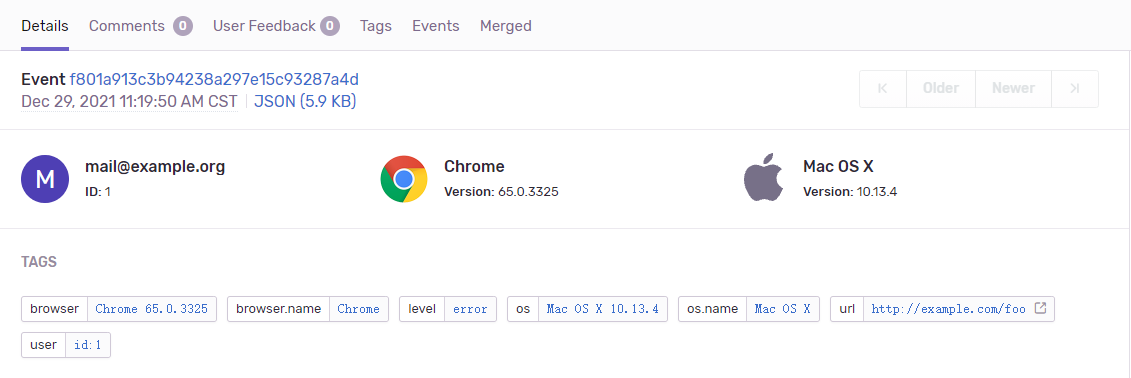 Details Comments 0 User Feedback 0 Tags Events Merged
Event f801a913c3b94238a297e15c93287a4d
Dec 29, 2021 11:19:50 AM CST JSON (5.9 KB)
Older Newer
M mail@example.org Chrome Mac OS X
ID: 1 Version: 65.0.3325 Version: 10.13.4
TAGS
browser Chrome 65.0.3325 browser.name Chrome level error os Mac OS X 10.13.4 os.name Mac OS X url http://example.com/foo
user id:1